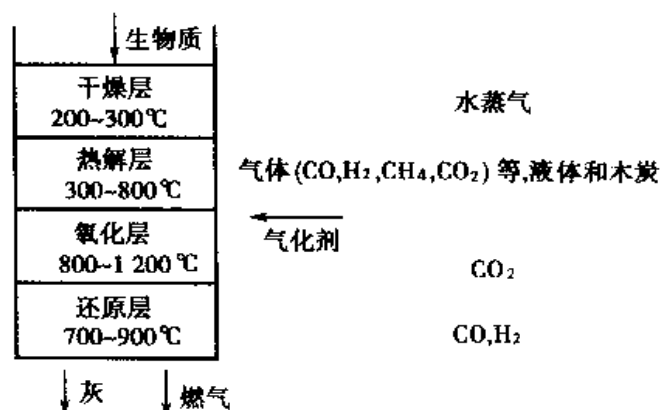 生物质
干燥层
200~300℃
水蒸气
热解层
300~800℃
气体(CO,H₂,CH₄,CO₂)等,液体和木炭
氧化层
800~1 200℃
气化剂
CO₂
还原层
700~900℃
CO,H₂
灰
燃气